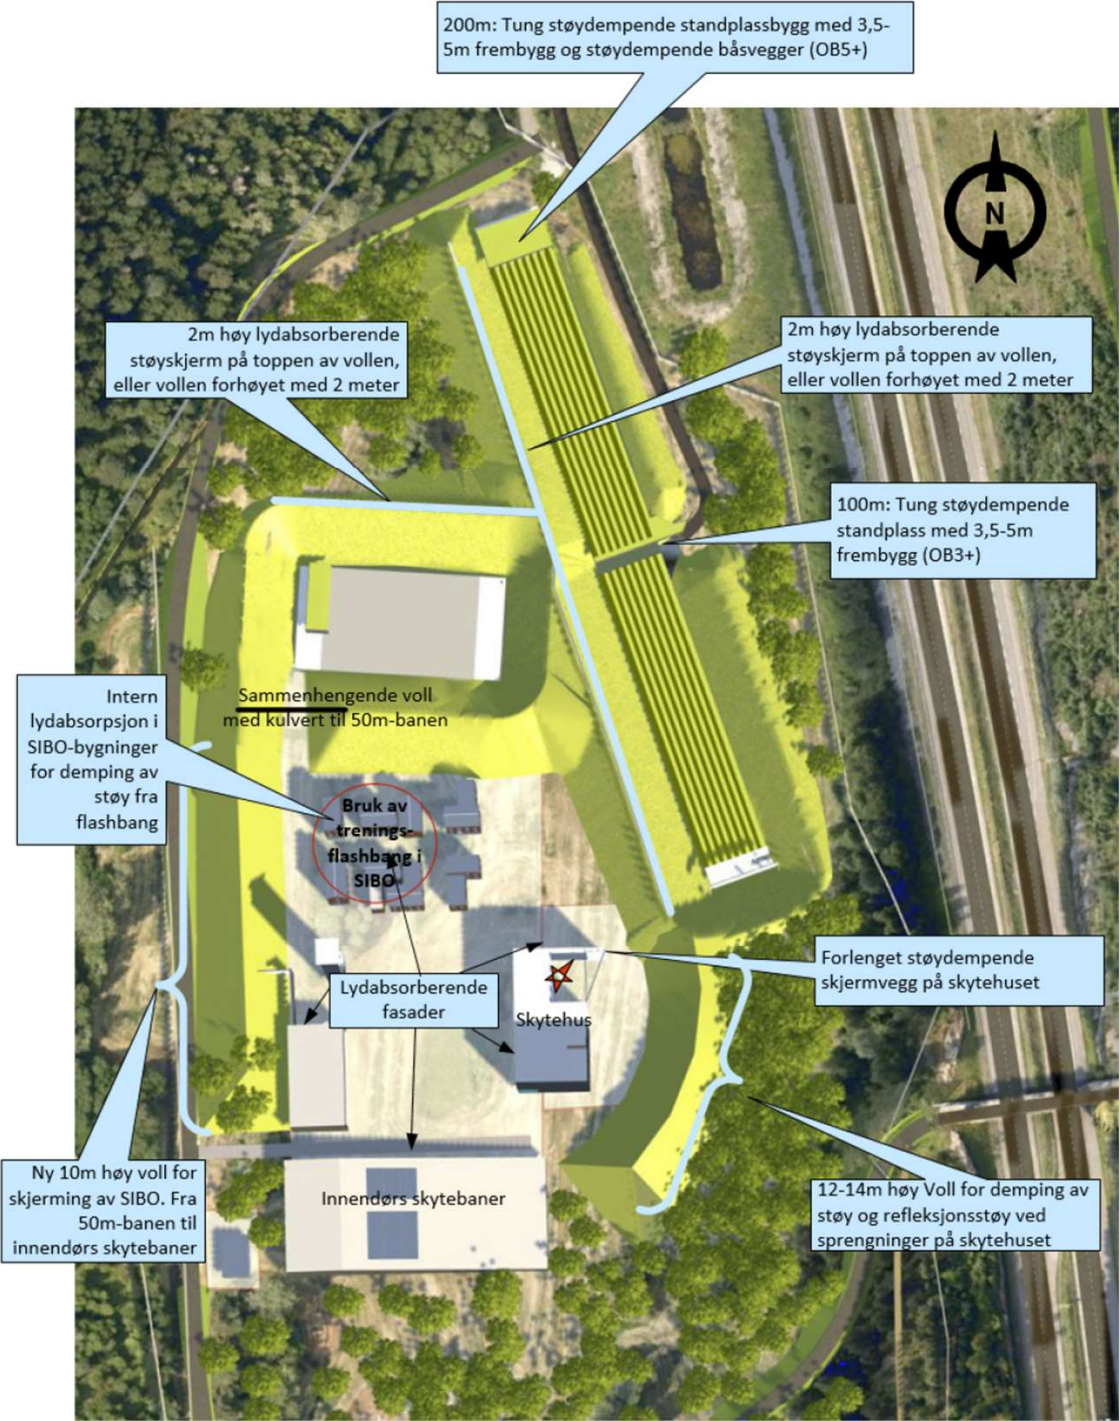 200m: Tung støydempende standplassbygg med 3,5-
5m frembygg og støydempende båsvegger (OB5+)
N
2m høy lydabsorberende
støyskjerm på toppen av vollen,
eller vollen forhøyet med 2 meter
2m høy lydabsorberende
støyskjerm på toppen av vollen,
eller vollen forhøyet med 2 meter
100m: Tung støydempende
standplass med 3,5-5m
frembygg (OB3+)
Intern
lydabsorpsjon i
SIBO-bygninger
for demping av
støy fra
flashbang
Sammenhengende voll
med kulvert til 50m-banen
Bruk av
trenings-
flashbang i
SIBO
Lydabsorberende
fasader
Skytehus
Forlenget støydempende
skjermvegg på skytehuset
Ny 10m høy voll for
skjerming av SIBO. Fra
50m-banen til
innendørs skytebaner
Innendørs skytebaner
12-14m høy Voll for demping av
støy og refleksjonsstøy ved
sprengninger på skytehuset